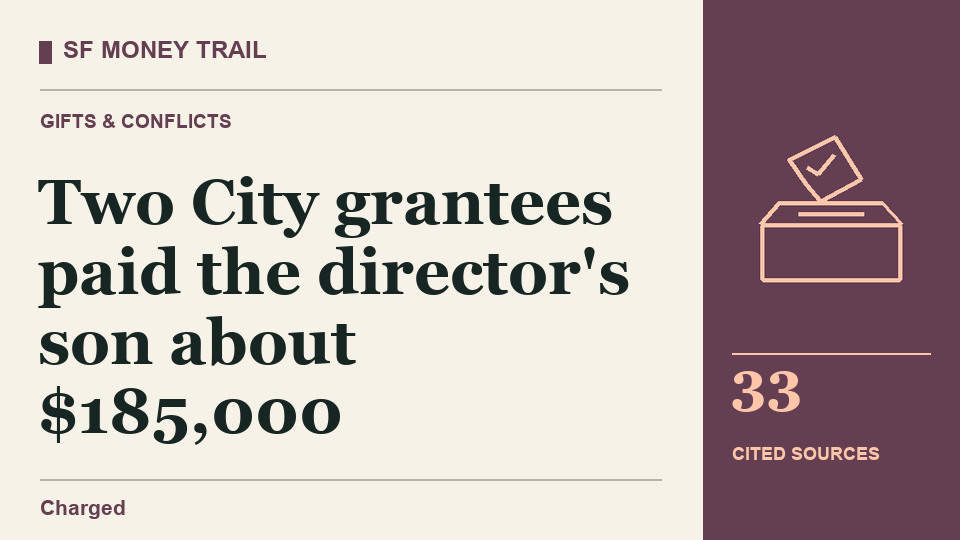 SF MONEY TRAIL
GIFTS & CONFLICTS
Two City grantees
paid the director's
son about
$185,000
Charged
33
CITED SOURCES